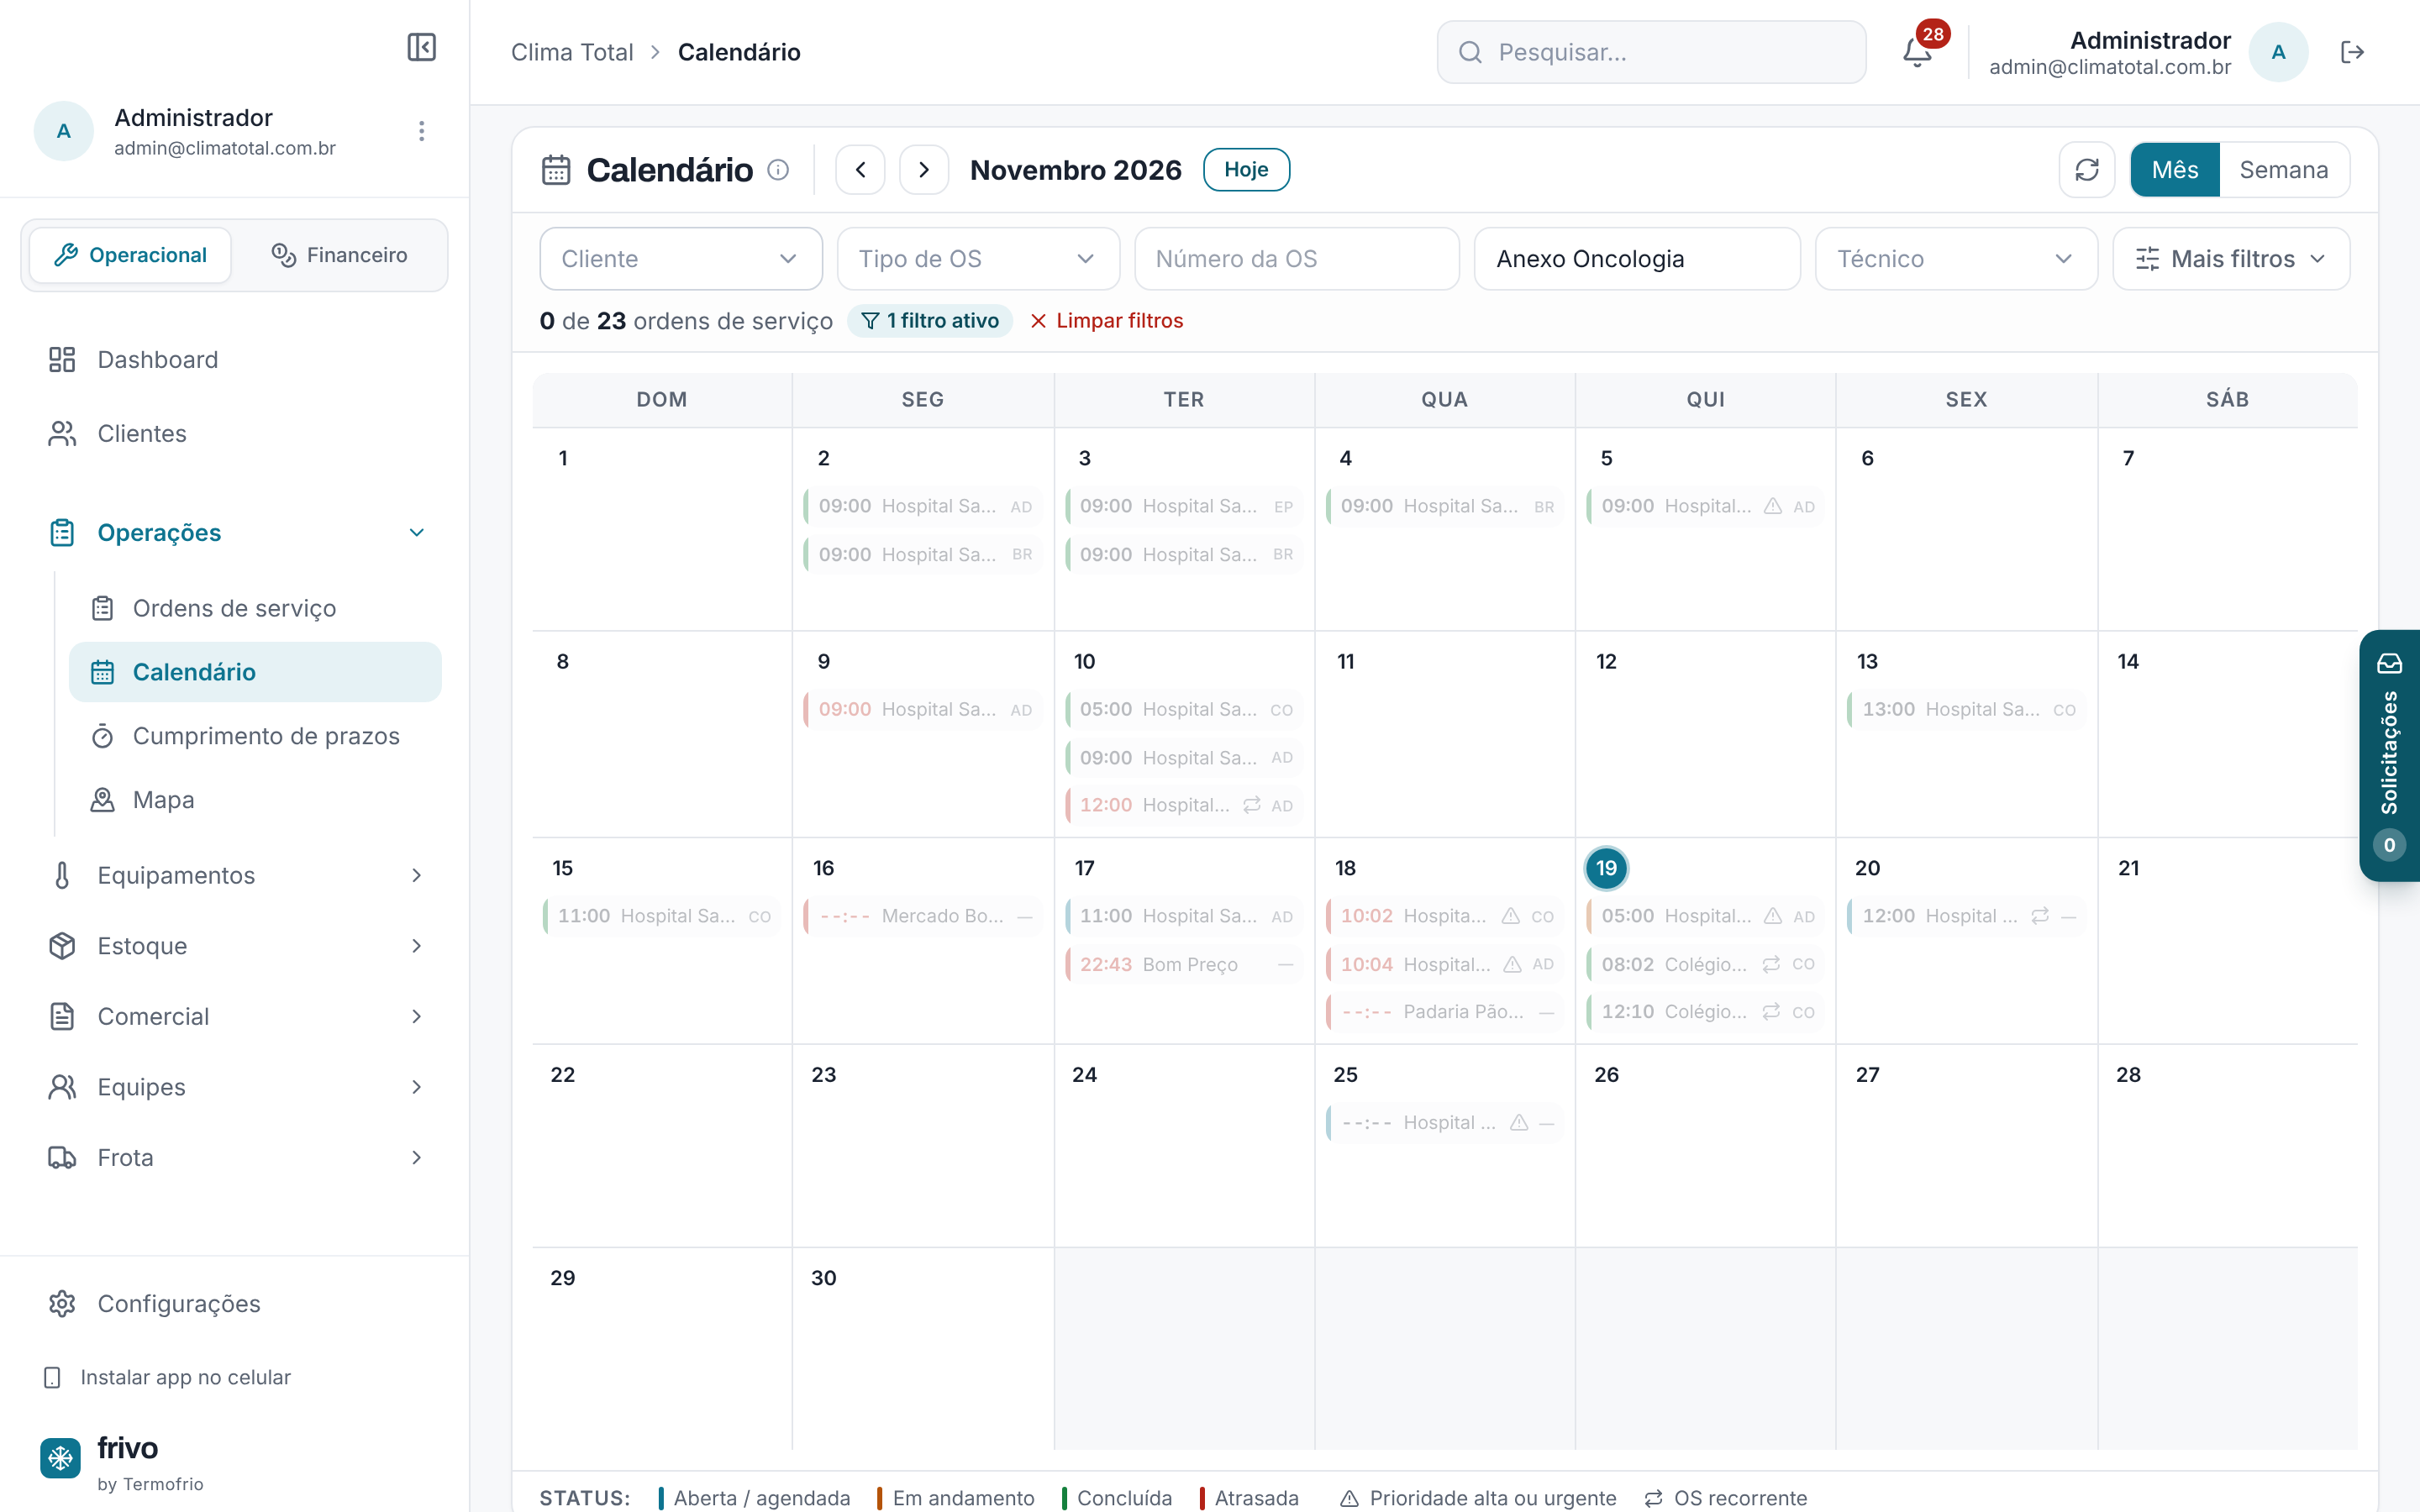 Administrador
admin@climatotal.com.br
Operacional
Financeiro
Dashboard
Clientes
Operações
Ordens de serviço
Calendário
Cumprimento de prazos
Mapa
Equipamentos
Estoque
Comercial
Equipes
Frota
Configurações
Instalar app no celular
frivo
by Termofrio
Clima Total > Calendário
Pesquisar...
28
Administrador
admin@climatotal.com.br
A
A
Calendário
Novembro 2026
Hoje
Mês
Semana
Cliente
Tipo de OS
Número da OS
Anexo Oncologia
Técnico
Mais filtros
0 de 23 ordens de serviço
1 filtro ativo
Limpar filtros
DOM SEG TER QUA QUI SEX SÁB
1
2
09:00 Hospital Sa... AD
09:00 Hospital Sa... BR
3
09:00 Hospital Sa... EP
09:00 Hospital Sa... BR
4
09:00 Hospital Sa... BR
5
09:00 Hospital... AD
6
7
8
9
09:00 Hospital Sa... AD
10
05:00 Hospital Sa... CO
09:00 Hospital Sa... AD
12:00 Hospital... AD
11
12
13
13:00 Hospital Sa... CO
14
15
11:00 Hospital Sa... CO
16
--:-- Mercado Bo... —
17
11:00 Hospital Sa... AD
22:43 Bom Preço —
18
10:02 Hospita... CO
10:04 Hospital... AD
--:-- Padaria Pão... —
19
05:00 Hospital... AD
08:02 Colégio... CO
12:10 Colégio... CO
20
12:00 Hospital ... —
21
22
23
24
25
--:-- Hospital ... —
26
27
28
29
30
STATUS: Aberta / agendada Em andamento Concluída Atrasada Prioridade alta ou urgente OS recorrente
Solicitações
0